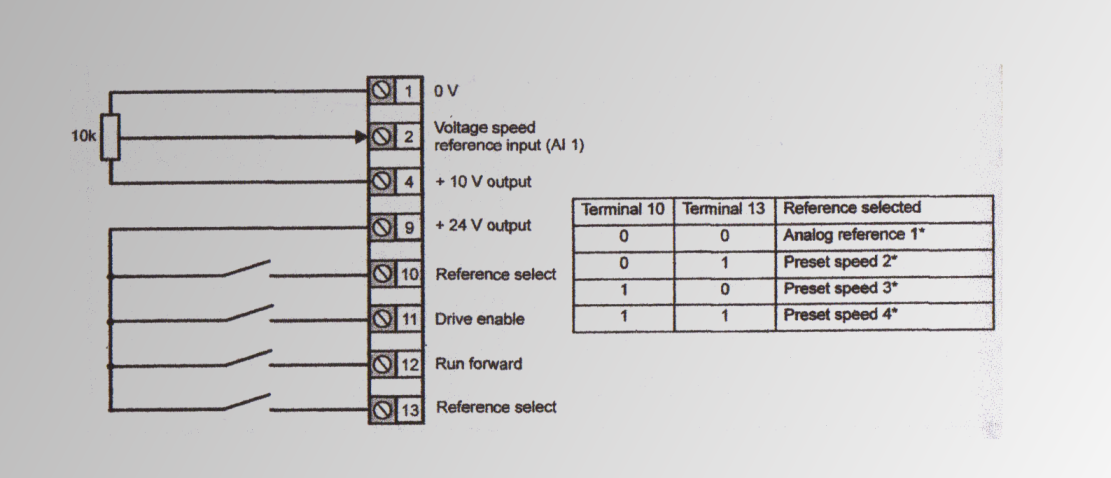 1 0 V
10k
2 Voltage speed
reference input (AI 1)
4 + 10 V output
9 + 24 V output
10 Reference select
11 Drive enable
12 Run forward
13 Reference select
Terminal 10 Terminal 13 Reference selected
0 0 Analog reference 1*
0 1 Preset speed 2*
1 0 Preset speed 3*
1 1 Preset speed 4*